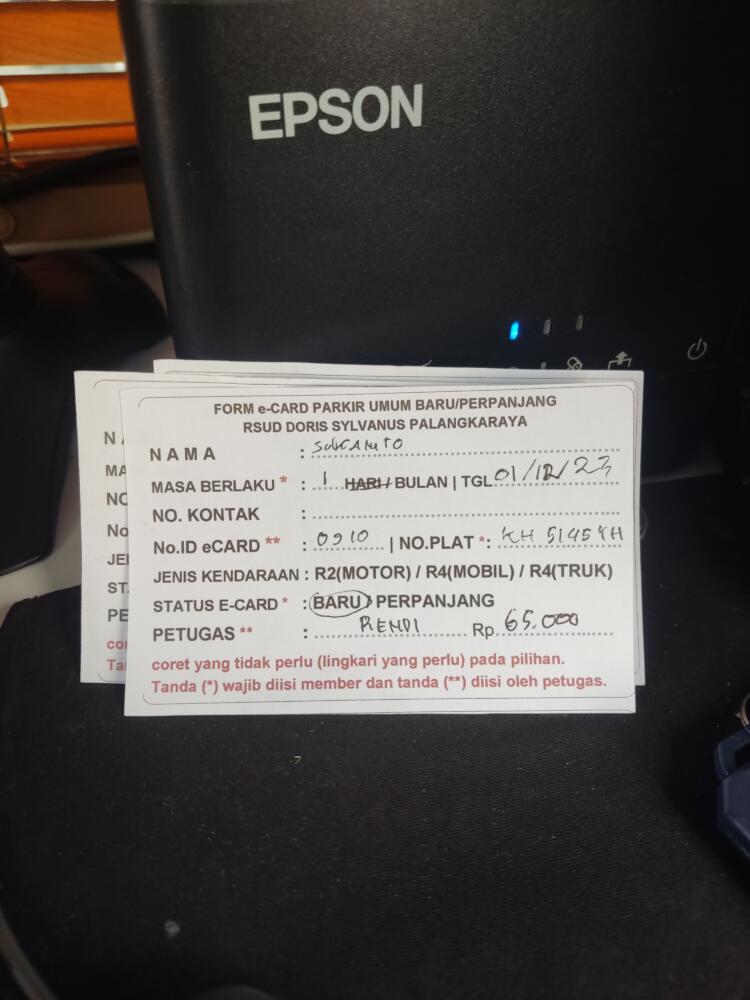 EPSON
FORM e-CARD PARKIR UMUM BARU/PERPANJANG
RSUD DORIS SYLVANUS PALANGKARAYA
NAMA :
MASA BERLAKU * : 1 HARI / BULAN | TGL 01/12/23
NO. KONTAK :
No.ID eCARD ** : 0910 | NO.PLAT *: KH 5145 YH
JENIS KENDARAAN : R2(MOTOR) / R4(MOBIL) / R4(TRUK)
STATUS E-CARD * : BARU / PERPANJANG
PETUGAS ** : RENDI Rp 65.000
coret yang tidak perlu (lingkari yang perlu) pada pilihan.
Tanda (*) wajib diisi member dan tanda (**) diisi oleh petugas.